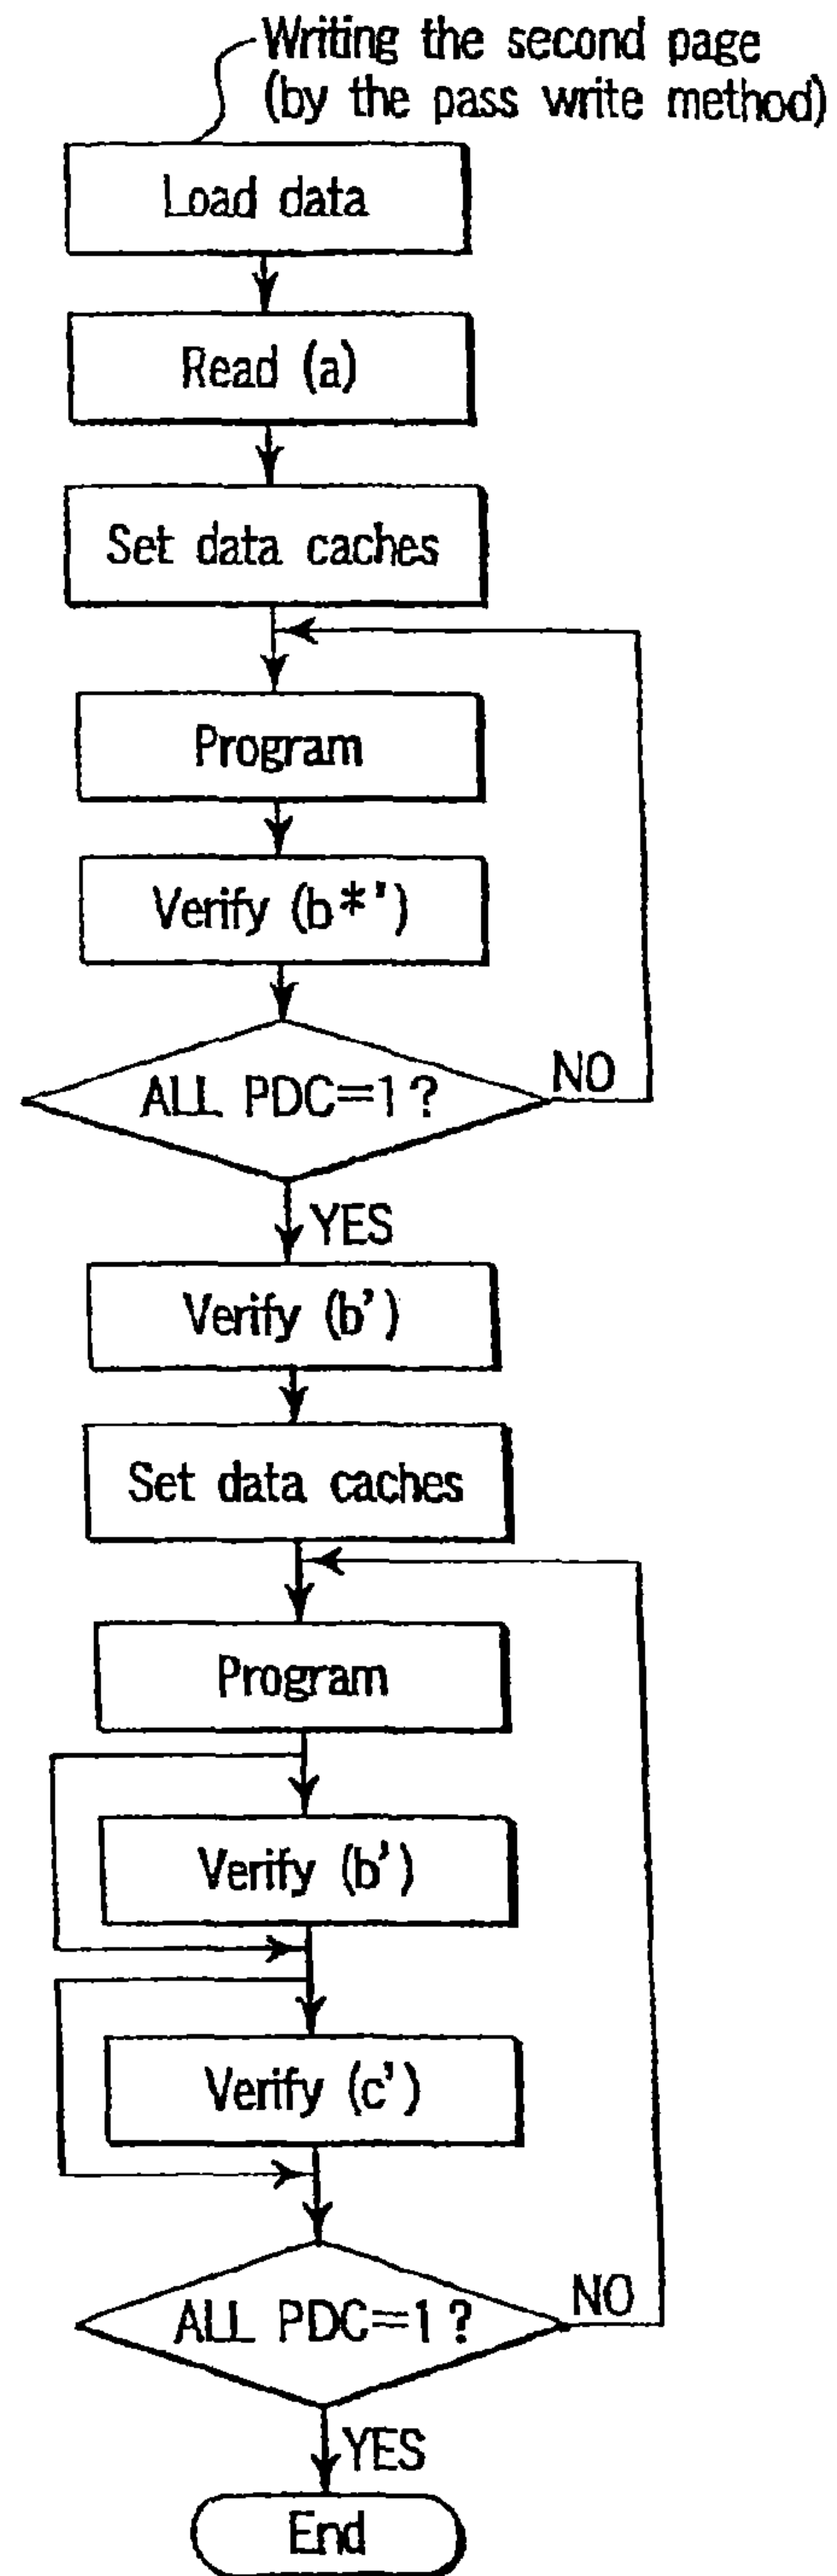 Writing the second page
(by the pass write method)
Load data
Read (a)
Set data caches
Program
Verify (b*')
ALL PDC=1?
NO
YES
Verify (b')
Set data caches
Program
Verify (b')
Verify (c')
ALL PDC=1?
NO
YES
End